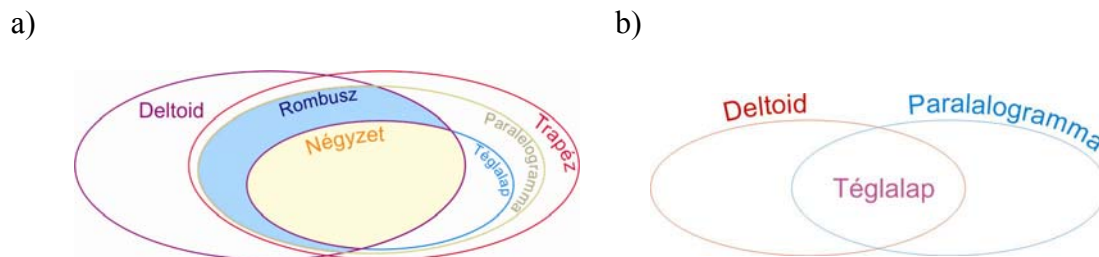 a)
b)
Deltoid
Rombusz
Négyzet
Téglalap
Paralelogramma
Trapéz
Deltoid
Paralalogramma
Téglalap